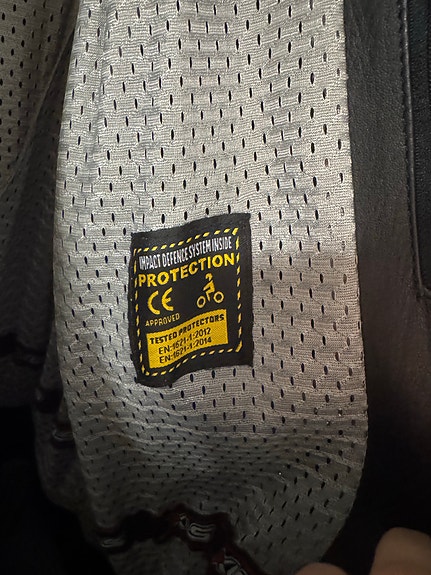 IMPACT DEFENCE SYSTEM INSIDE
PROTECTION
CE
APPROVED
TESTED PROTECTORS
EN:1621-1:2012
EN:1621-1:2014